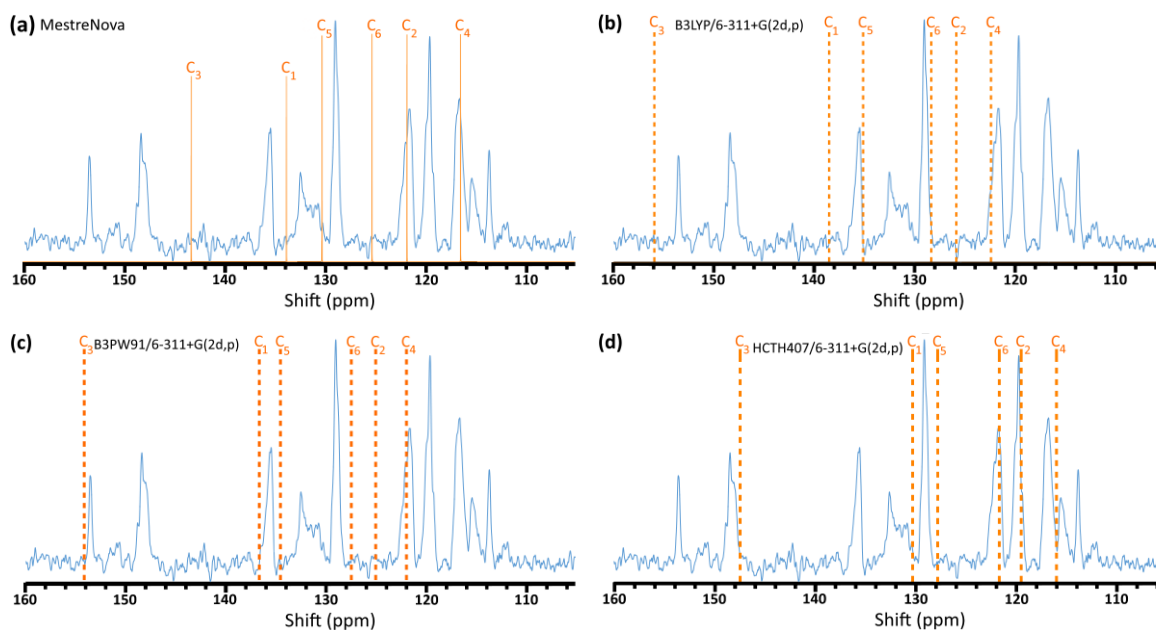 (a) MestreNova
C3 C1 C5 C6 C2 C4
160 150 140 130 120 110
Shift (ppm)
(b) C3 B3LYP/6-311+G(2d,p) C1 C5 C6 C2 C4
160 150 140 130 120 110
Shift (ppm)
(c) C3 B3PW91/6-311+G(2d,p) C1 C5 C6 C2 C4
160 150 140 130 120 110
Shift (ppm)
(d) C3 HCTH407/6-311+G(2d,p) C1 C5 C6 C2 C4
160 150 140 130 120 110
Shift (ppm)